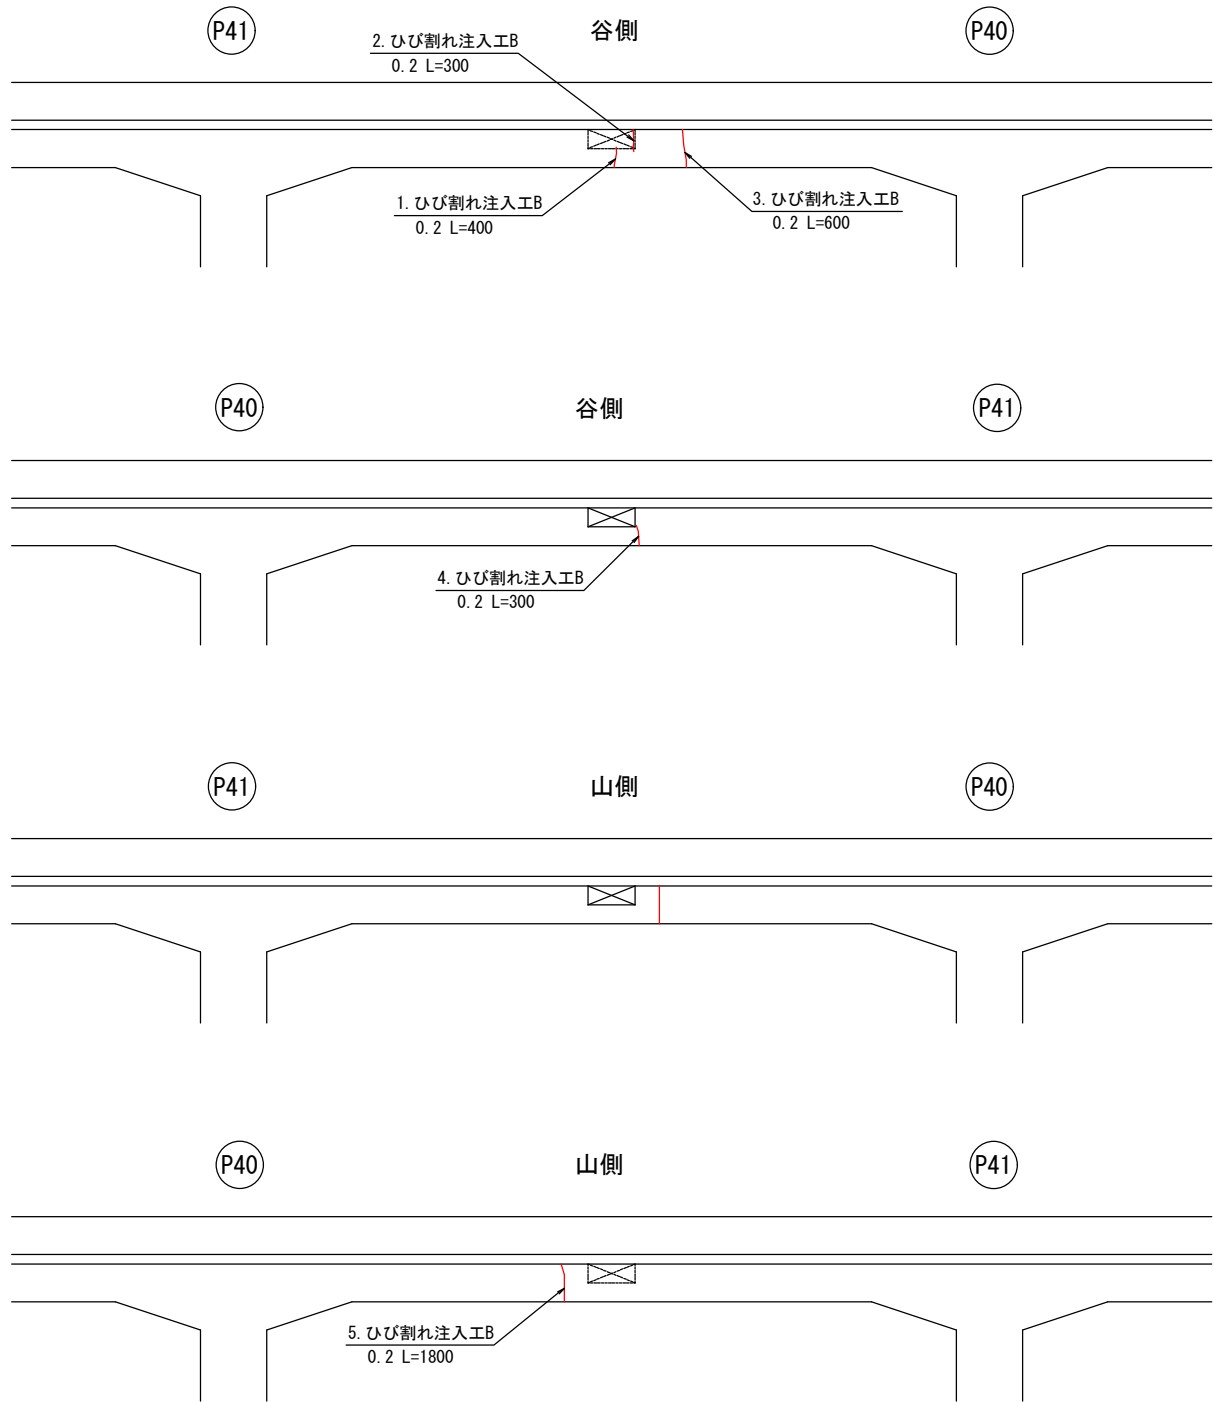 P41 谷側 P40
2. ひび割れ注入工B
0.2 L=300
1. ひび割れ注入工B
0.2 L=400
3. ひび割れ注入工B
0.2 L=600
P40 谷側 P41
4. ひび割れ注入工B
0.2 L=300
P41 山側 P40
P40 山側 P41
5. ひび割れ注入工B
0.2 L=1800